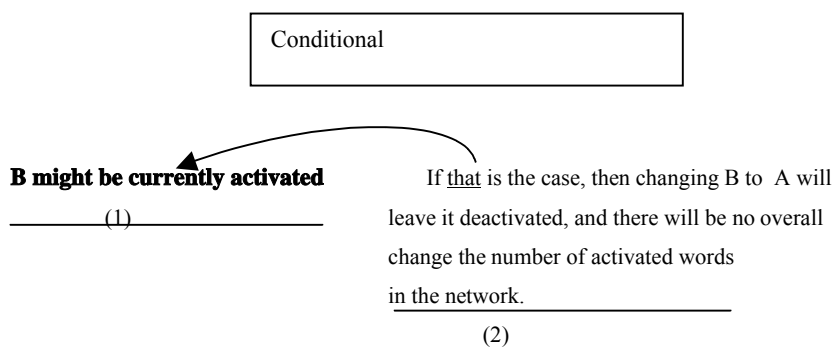 Conditional
B might be currently activated
(1)
If that is the case, then changing B to A will
leave it deactivated, and there will be no overall
change the number of activated words
in the network.
(2)